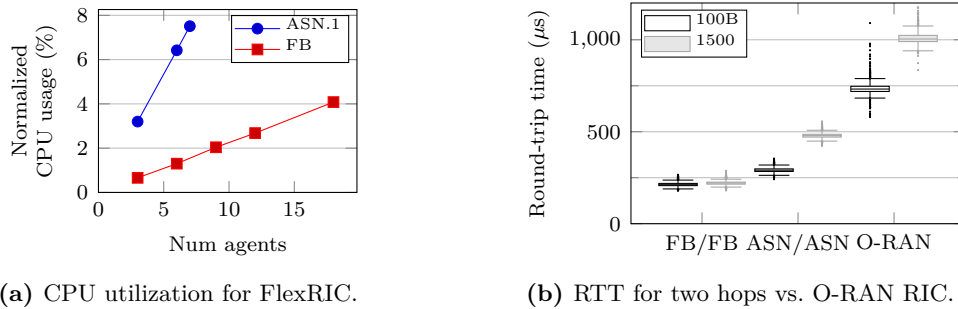 Normalized
CPU usage (%)
8
6
4
2
0
ASN.1
FB
0
5
10
15
Num agents
(a) CPU utilization for FlexRIC.
Round-trip time (µs)
1,000
500
0
100B
1500
FB/FB
ASN/ASN
O-RAN
(b) RTT for two hops vs. O-RAN RIC.